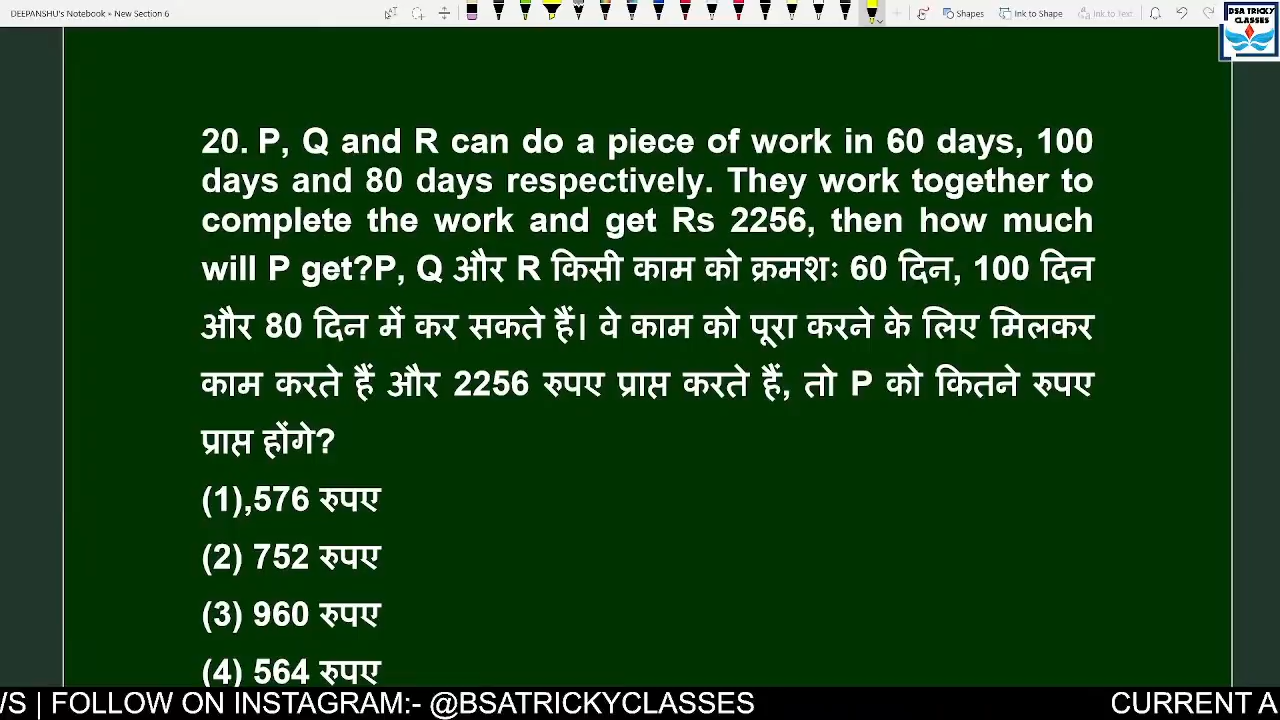 DEEPANSHU's Notebook » New Section 6
Shapes
Ink to Shape
Ink to Text
DSA TRICKY
CLASSES
20. P, Q and R can do a piece of work in 60 days, 100
days and 80 days respectively. They work together to
complete the work and get Rs 2256, then how much
will P get?P, Q और R किसी काम को क्रमशः 60 दिन, 100 दिन
और 80 दिन में कर सकते हैं। वे काम को पूरा करने के लिए मिलकर
काम करते हैं और 2256 रुपए प्राप्त करते हैं, तो P को कितने रुपए
प्राप्त होंगे?
(1),576 रुपए
(2) 752 रुपए
(3) 960 रुपए
(4) 564 रुपए
WS | FOLLOW ON INSTAGRAM:- @BSATRICKYCLASSES
CURRENT A